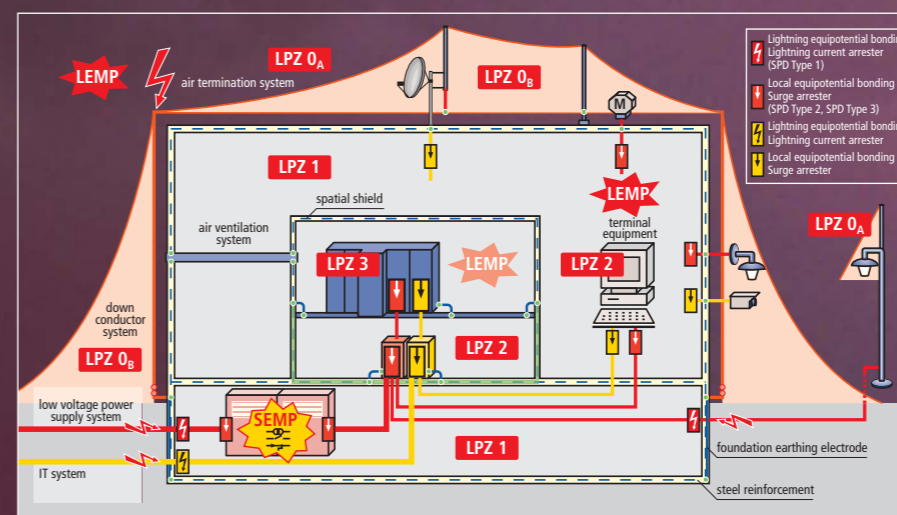 LEMP
LPZ 0A
air termination system
LPZ 0B
M
Lightning equipotential bonding
Lightning current arrester
(SPD Type 1)
Local equipotential bonding
Surge arrester
(SPD Type 2, SPD Type 3)
Lightning equipotential bonding
Lightning current arrester
Local equipotential bonding
Surge arrester
LPZ 1
LEMP
spatial shield
air ventilation
system
terminal
equipment
LPZ 0A
LPZ 3
LEMP
LPZ 2
down
conductor
system
LPZ 0B
LPZ 2
low voltage power
supply system
SEMP
LPZ 1
foundation earthing electrode
IT system
steel reinforcement